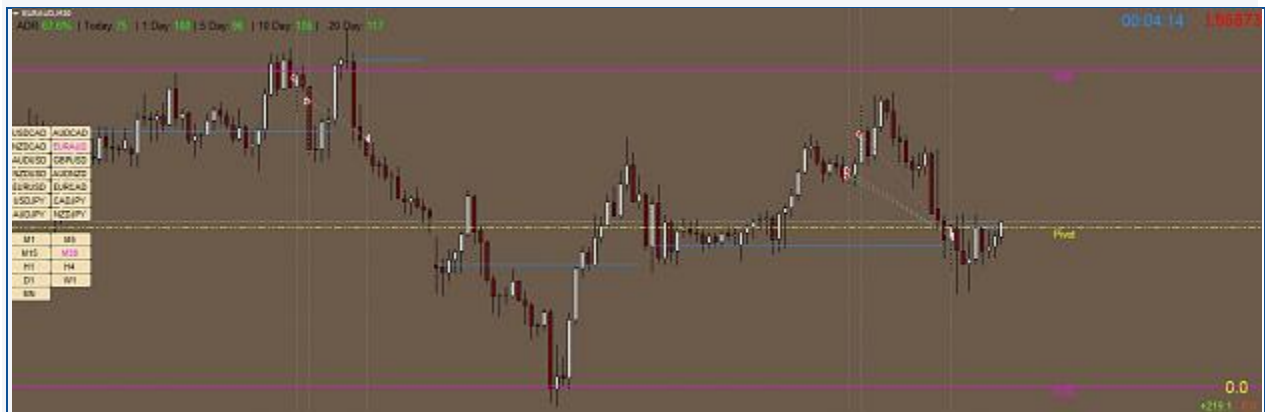 EURAUD,M30
ADR: 67.6% | Today: 75 | 1 Day: 168 | 5 Day: 96 | 10 Day: | 20 Day: 117
00:04:14
USDCAD AUDCAD
NZDCAD EURAUD
AUDUSD GBPUSD
NZDUSD AUDNZD
EURUSD EURCAD
USDJPY CADJPY
AUDJPY NZDJPY
M1 M5
M15 M30
H1 H4
D1 W1
MN
Pivot
0.0